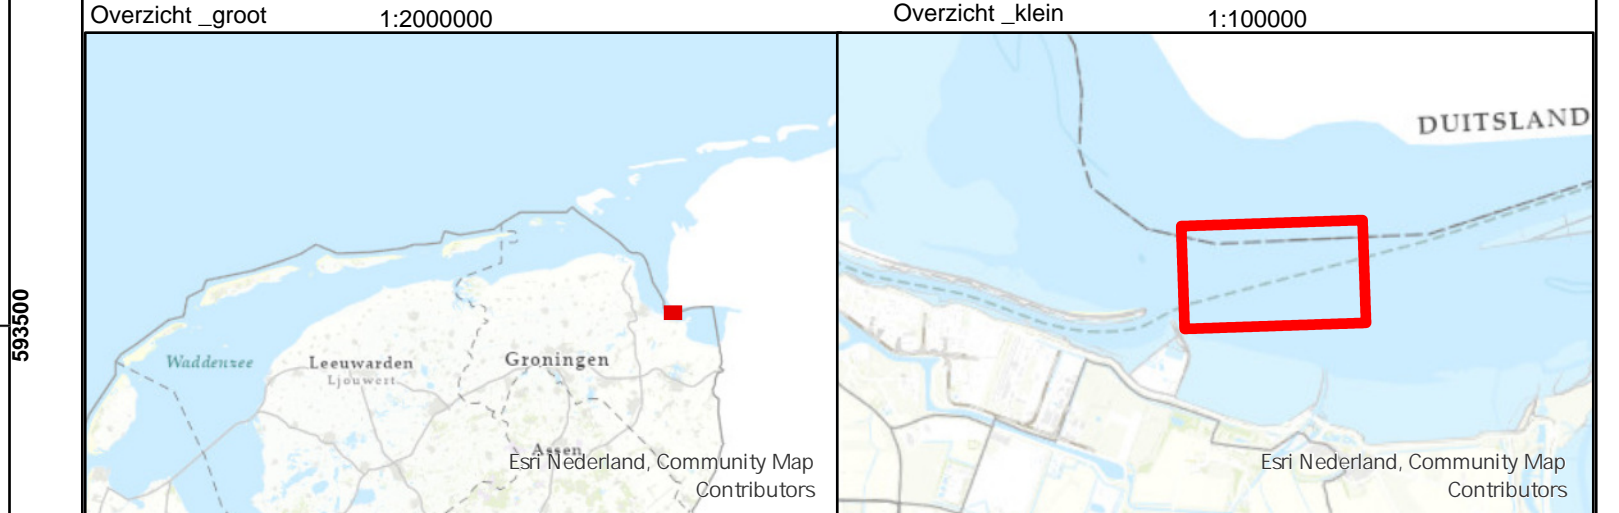 Overzicht _groot 1:2000000
Overzicht _klein 1:100000
593500
DUITSLAND
Waddenzee
Leeuwarden
Ljouwert
Groningen
Assen
Esri Nederland, Community Map
Contributors
Esri Nederland, Community Map
Contributors